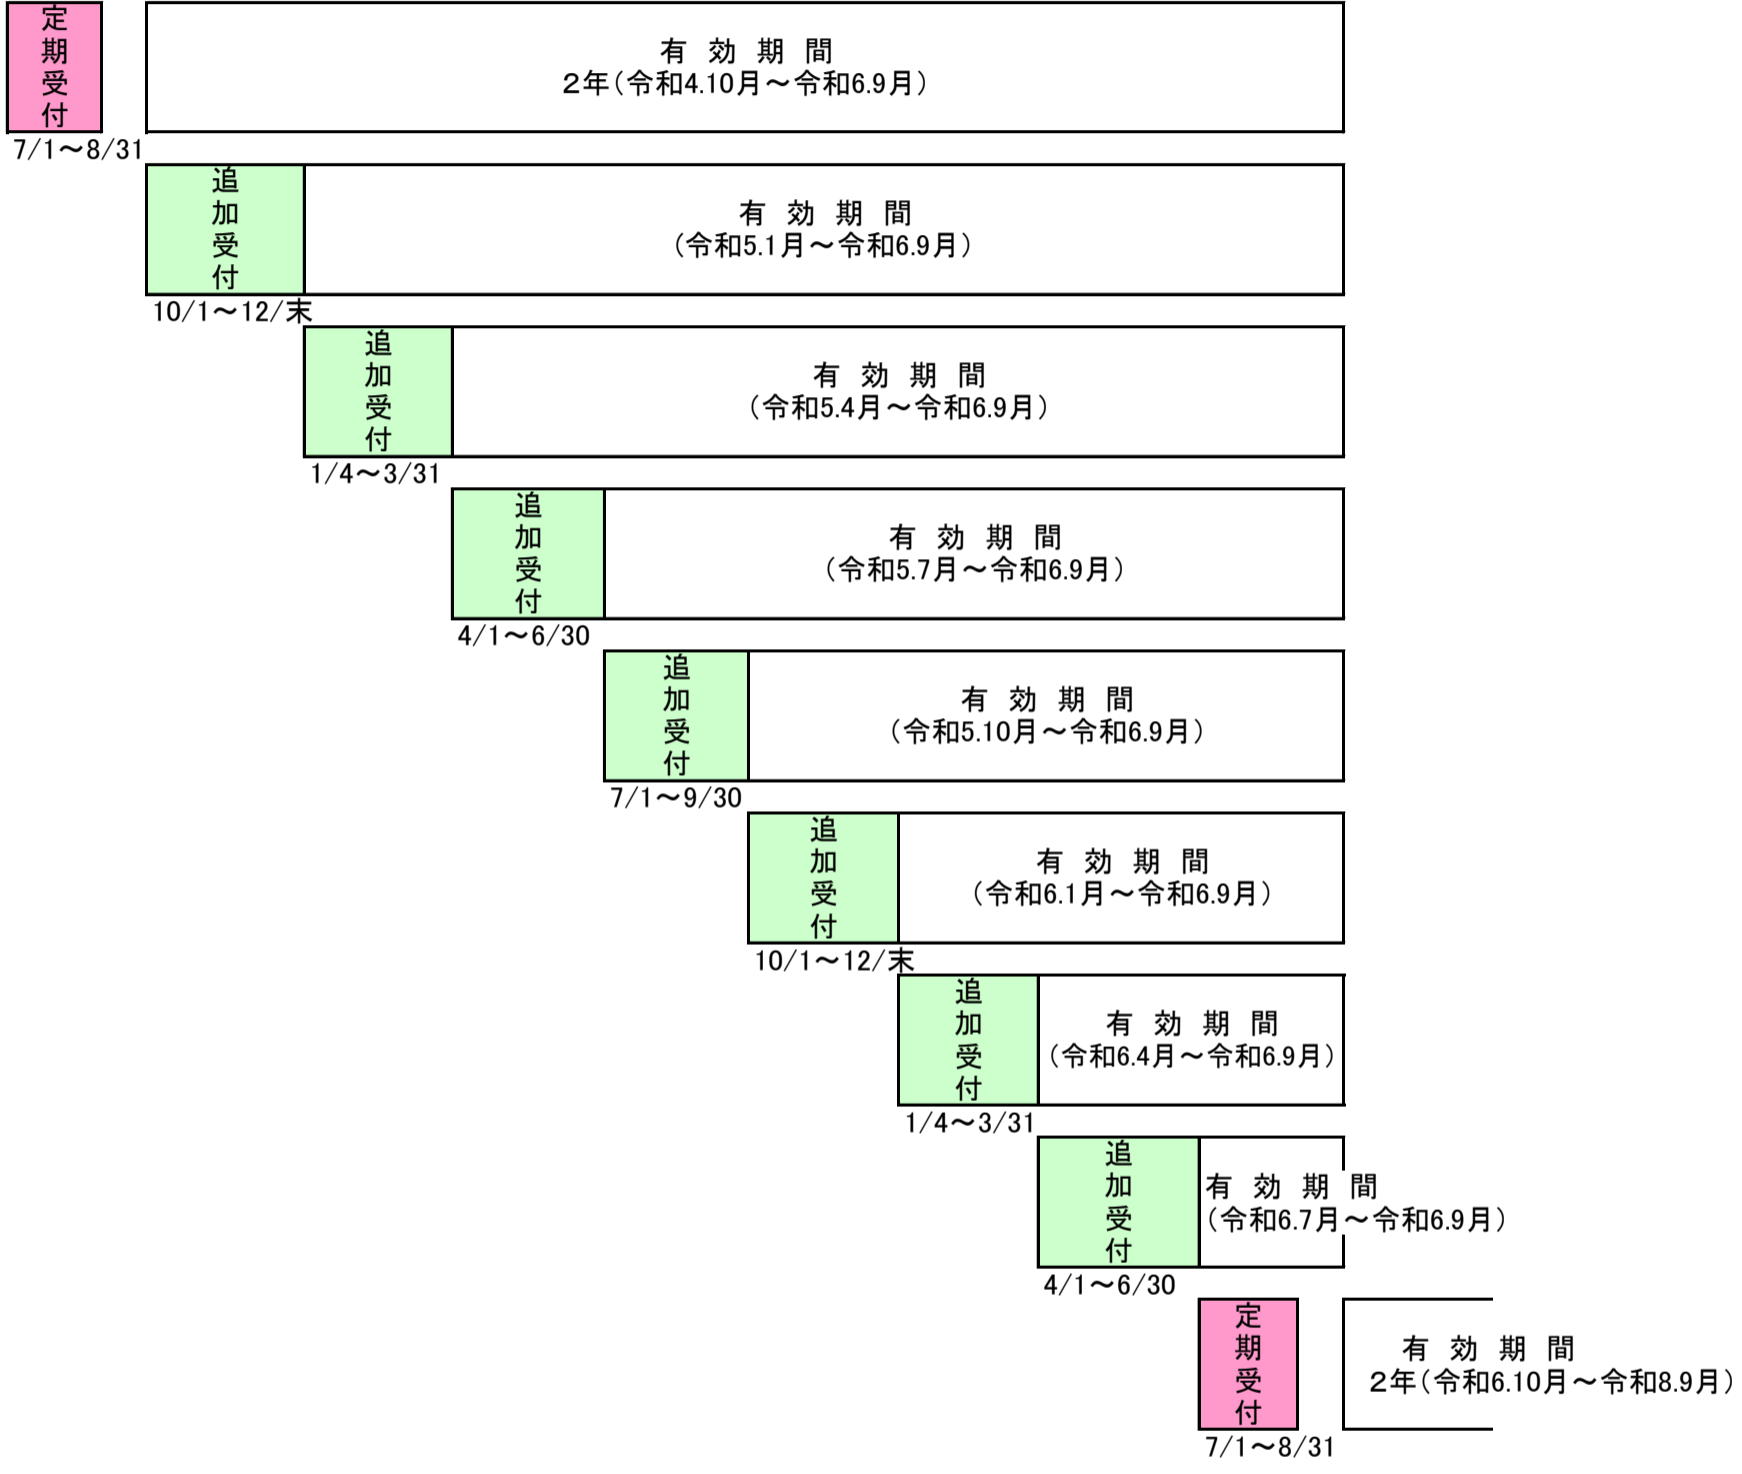 定期受付
有 効 期 間
２年（令和4.10月～令和6.9月）
7/1～8/31
追加受付
有 効 期 間
（令和5.1月～令和6.9月）
10/1～12/末
追加受付
有 効 期 間
（令和5.4月～令和6.9月）
1/4～3/31
追加受付
有 効 期 間
（令和5.7月～令和6.9月）
4/1～6/30
追加受付
有 効 期 間
（令和5.10月～令和6.9月）
7/1～9/30
追加受付
有 効 期 間
（令和6.1月～令和6.9月）
10/1～12/末
追加受付
有 効 期 間
（令和6.4月～令和6.9月）
1/4～3/31
追加受付
有 効 期 間
（令和6.7月～令和6.9月）
4/1～6/30
定期受付
有 効 期 間
２年（令和6.10月～令和8.9月）
7/1～8/31